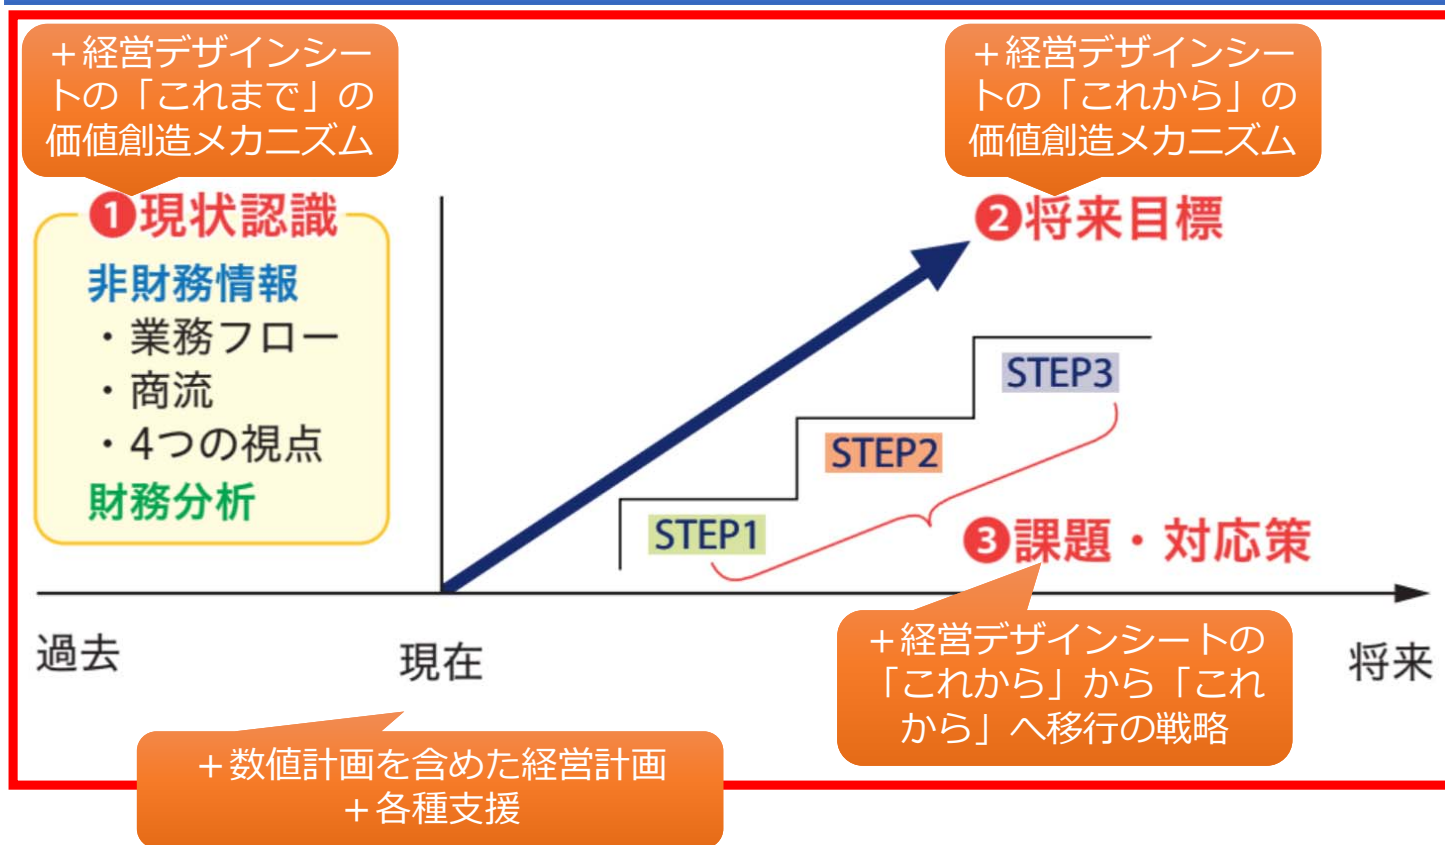 ＋経営デザインシー
トの「これまで」の
価値創造メカニズム
＋経営デザインシー
トの「これから」の
価値創造メカニズム
❶現状認識
非財務情報
・業務フロー
・商流
・4つの視点
財務分析
❷将来目標
STEP3
STEP2
STEP1
❸課題・対応策
過去
現在
将来
＋経営デザインシートの
「これから」から「これ
から」へ移行の戦略
＋数値計画を含めた経営計画
＋各種支援